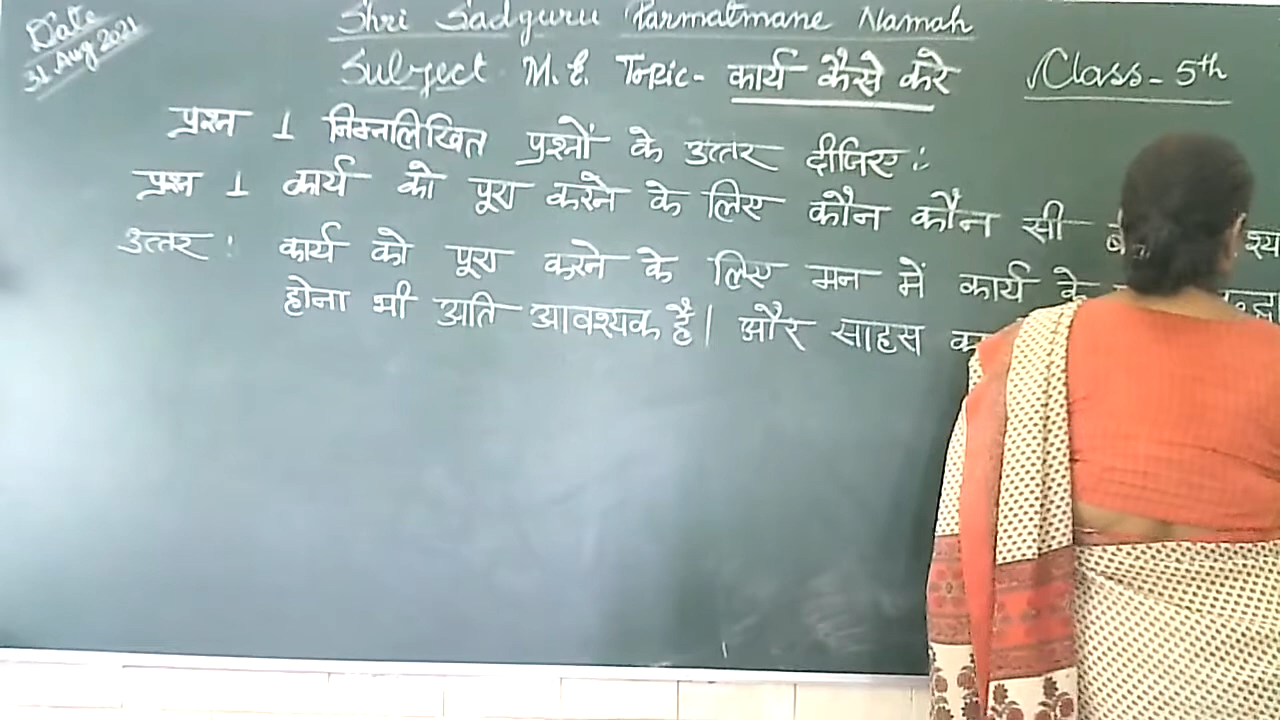 Date
31 Aug 2021
Shri Sadguru Parmatmane Namah
Subject M.E. Topic- कार्य कैसे करे Class - 5th
प्रश्न 1 निम्नलिखित प्रश्नों के उत्तर दीजिए :-
प्रश्न 1 कार्य को पूरा करने के लिए कौन कौन सी
उत्तर : कार्य को पूरा करने के लिए मन में कार्य के
होना भी अति आवश्यक है। और साहस